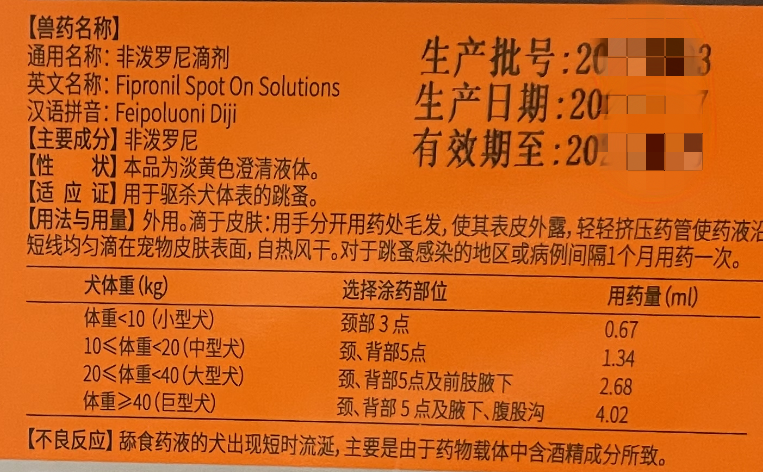 【兽药名称】
通用名称：非泼罗尼滴剂
英文名称：Fipronil Spot On Solutions
汉语拼音：Feipoluoni Diji
【主要成分】非泼罗尼
【性　　状】本品为淡黄色澄清液体。
【适 应 证】用于驱杀犬体表的跳蚤。
生产批号:20 3
生产日期:20 7
有效期至:20
【用法与用量】外用。滴于皮肤：用手分开用药处毛发，使其表皮外露，轻轻挤压药管使药液沿
短线均匀滴在宠物皮肤表面，自热风干。对于跳蚤感染的地区或病例间隔1个月用药一次。
犬体重(kg) 选择涂药部位 用药量(ml)
体重<10 (小型犬) 颈部 3 点 0.67
10≤体重<20 (中型犬) 颈、背部5点 1.34
20≤体重<40 (大型犬) 颈、背部5点及前肢腋下 2.68
体重≥40 (巨型犬) 颈、背部 5 点及腋下、腹股沟 4.02
【不良反应】舔食药液的犬出现短时流涎，主要是由于药物载体中含酒精成分所致。